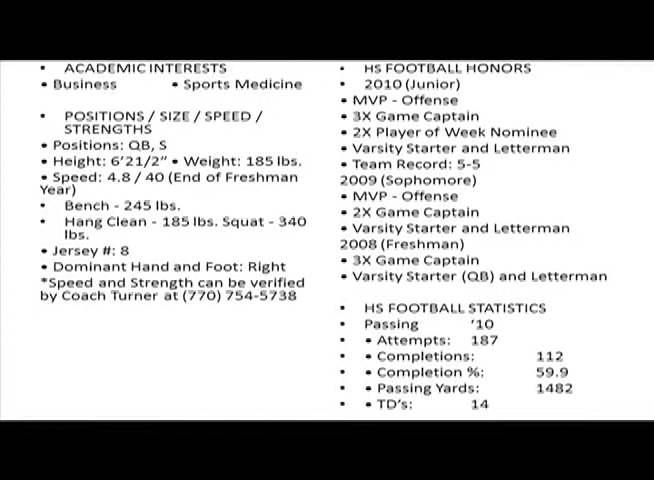 • ACADEMIC INTERESTS
• Business • Sports Medicine
• POSITIONS / SIZE / SPEED /
STRENGTHS
• Positions: QB, S
• Height: 6’21/2” • Weight: 185 lbs.
• Speed: 4.8 / 40 (End of Freshman
Year)
• Bench - 245 lbs.
• Hang Clean - 185 lbs. Squat - 340
lbs.
• Jersey #: 8
• Dominant Hand and Foot: Right
*Speed and Strength can be verified
by Coach Turner at (770) 754-5738
• HS FOOTBALL HONORS
• 2010 (Junior)
• MVP - Offense
• 3X Game Captain
• 2X Player of Week Nominee
• Varsity Starter and Letterman
• Team Record: 5-5
2009 (Sophomore)
• MVP - Offense
• 2X Game Captain
• Varsity Starter and Letterman
2008 (Freshman)
• 3X Game Captain
• Varsity Starter (QB) and Letterman
• HS FOOTBALL STATISTICS
• Passing ’10
• • Attempts: 187
• • Completions: 112
• • Completion %: 59.9
• • Passing Yards: 1482
• • TD’s: 14